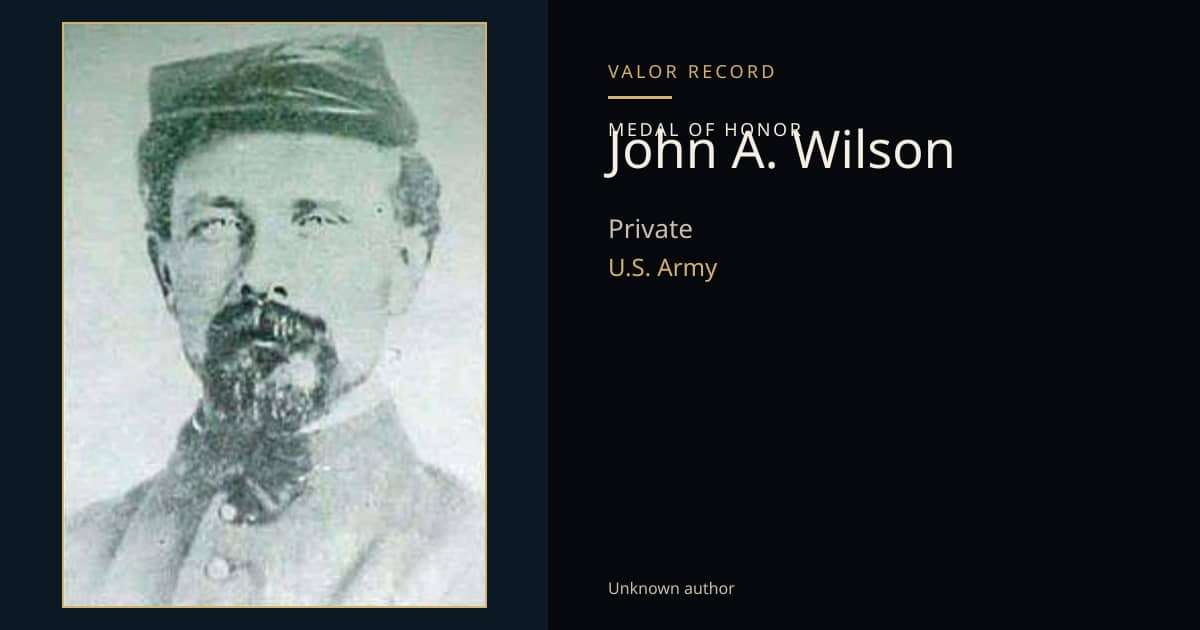 VALOR RECORD
MEDAL OF HONOR
John A. Wilson
Private
U.S. Army
Unknown author